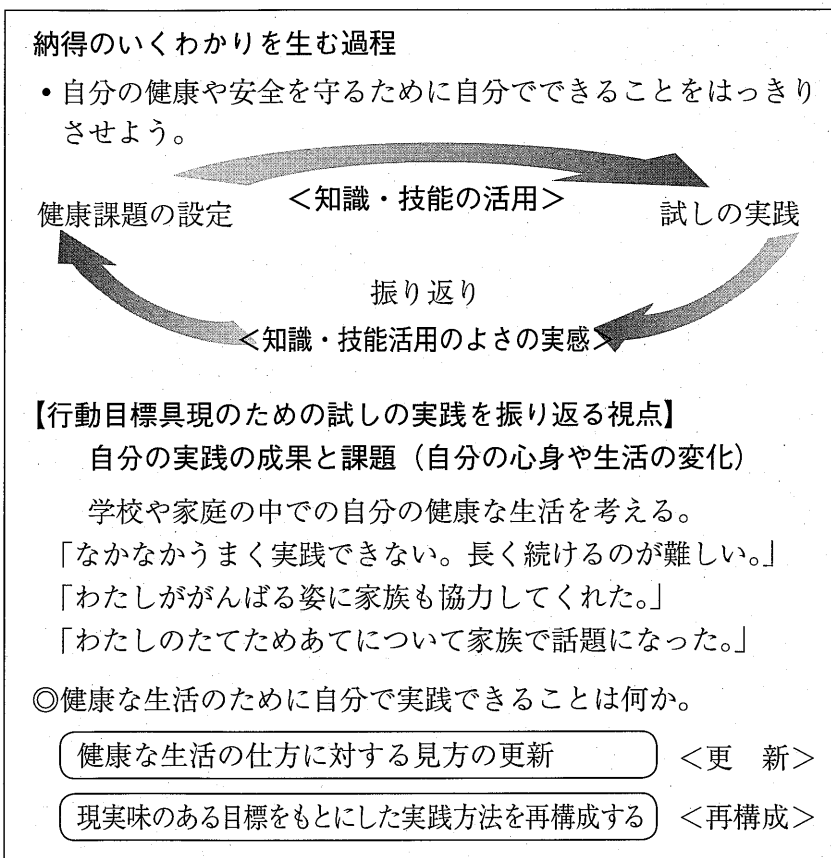 納得のいくわかりを生む過程
・自分の健康や安全を守るために自分でできることをはっきり
させよう。
<知識・技能の活用>
健康課題の設定
試しの実践
振り返り
<知識・技能活用のよさの実感>
【行動目標具現のための試しの実践を振り返る視点】
自分の実践の成果と課題（自分の心身や生活の変化）
学校や家庭の中での自分の健康な生活を考える。
「なかなかうまく実践できない。長く続けるのが難しい。」
「わたしががんばる姿に家族も協力してくれた。」
「わたしのたてためあてについて家族で話題になった。」
◎健康な生活のために自分で実践できることは何か。
健康な生活の仕方に対する見方の更新 <更　新>
現実味のある目標をもとにした実践方法を再構成する <再構成>